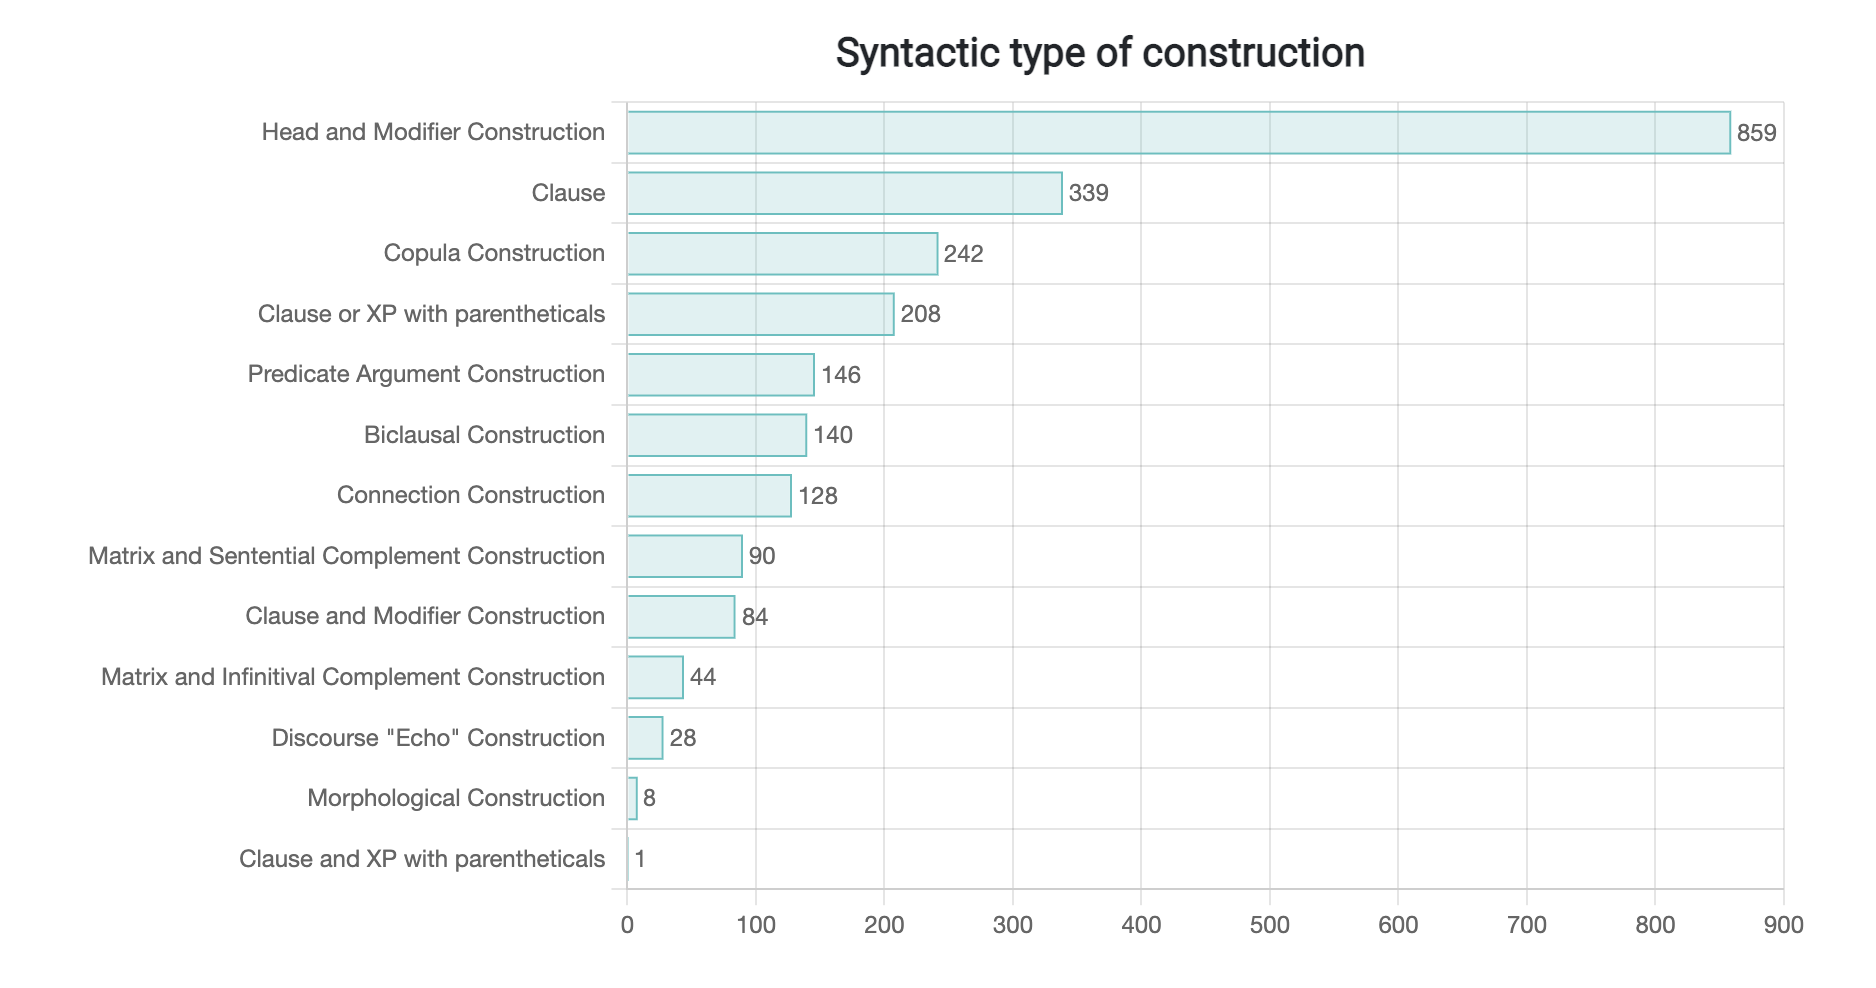 Syntactic type of construction
Head and Modifier Construction 859
Clause 339
Copula Construction 242
Clause or XP with parentheticals 208
Predicate Argument Construction 146
Biclausal Construction 140
Connection Construction 128
Matrix and Sentential Complement Construction 90
Clause and Modifier Construction 84
Matrix and Infinitival Complement Construction 44
Discourse "Echo" Construction 28
Morphological Construction 8
Clause and XP with parentheticals 1
0 100 200 300 400 500 600 700 800 900